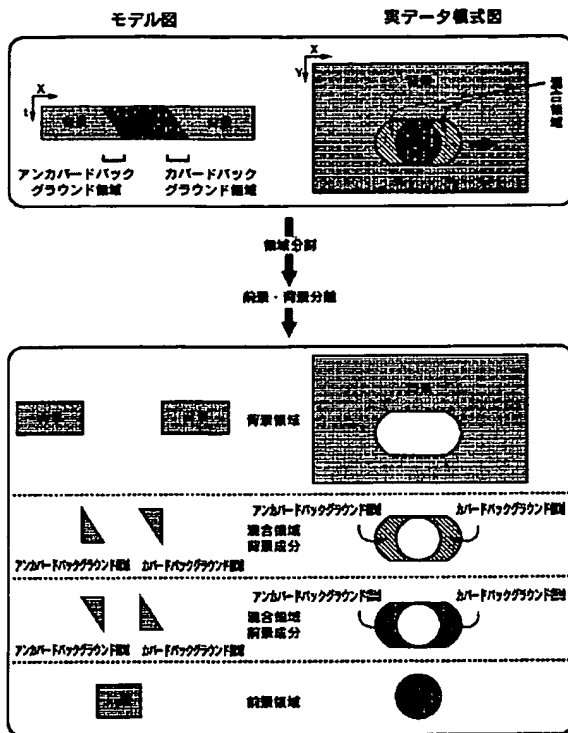 モデル図
実データ模式図
X
t
X
Y
背景
混合領域
アンカバードバック
グラウンド領域
カバードバック
グラウンド領域
領域分割
前景・背景分離
背景領域
アンカバードバックグラウンド領域
カバードバックグラウンド領域
混合領域
背景成分
アンカバードバックグラウンド領域
カバードバックグラウンド領域
アンカバードバックグラウンド領域
カバードバックグラウンド領域
混合領域
前景成分
アンカバードバックグラウンド領域
カバードバックグラウンド領域
前景領域